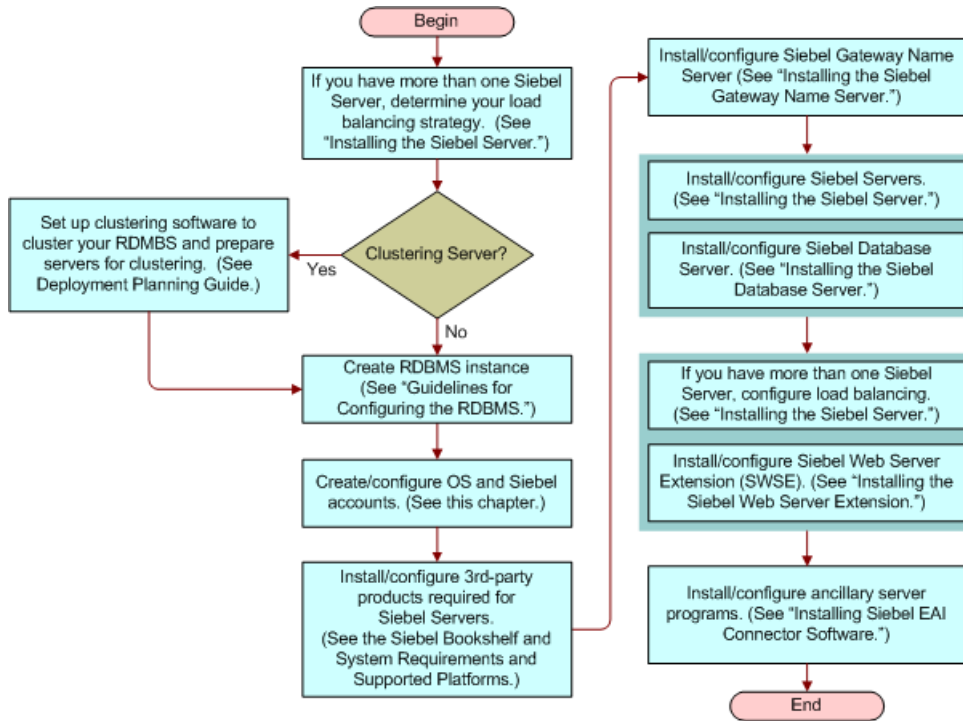 Begin
If you have more than one Siebel
Server, determine your load
balancing strategy.  (See
“Installing the Siebel Server.”)
Clustering Server?
Yes
Set up clustering software to
cluster your RDMBS and prepare
servers for clustering.  (See
Deployment Planning Guide.)
No
Create RDBMS instance
(See “Guidelines for
Configuring the RDBMS.”)
Create/configure OS and Siebel
accounts. (See this chapter.)
Install/configure 3rd-party
products required for
Siebel Servers.
(See the Siebel Bookshelf and
System Requirements and
Supported Platforms.)
Install/configure Siebel Gateway Name
Server (See “Installing the Siebel
Gateway Name Server.”)
Install/configure Siebel Servers.
(See “Installing the Siebel Server.”)
Install/configure Siebel Database
Server. (See “Installing the Siebel
Database Server.”)
If you have more than one Siebel
Server, configure load balancing.
(See “Installing the Siebel Server.”)
Install/configure Siebel Web Server
Extension (SWSE). (See “Installing the
Siebel Web Server Extension.”)
Install/configure ancillary server
programs. (See “Installing Siebel EAI
Connector Software.”)
End